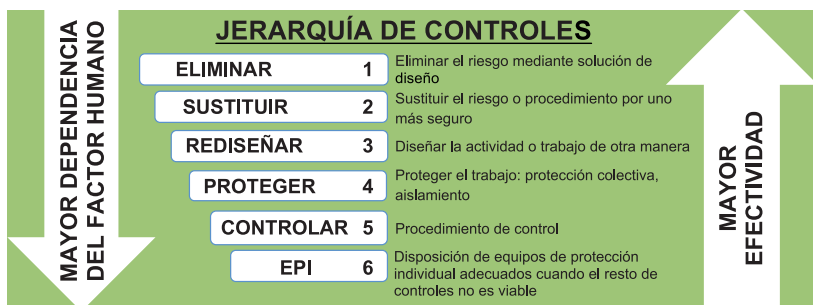 JERARQUÍA DE CONTROLES
MAYOR DEPENDENCIA
DEL FACTOR HUMANO
ELIMINAR 1 Eliminar el riesgo mediante solución de
diseño
SUSTITUIR 2 Sustituir el riesgo o procedimiento por uno
más seguro
REDISEÑAR 3 Diseñar la actividad o trabajo de otra manera
PROTEGER 4 Proteger el trabajo: protección colectiva,
aislamiento
CONTROLAR 5 Procedimiento de control
EPI 6 Disposición de equipos de protección
individual adecuados cuando el resto de
controles no es viable
MAYOR
EFECTIVIDAD